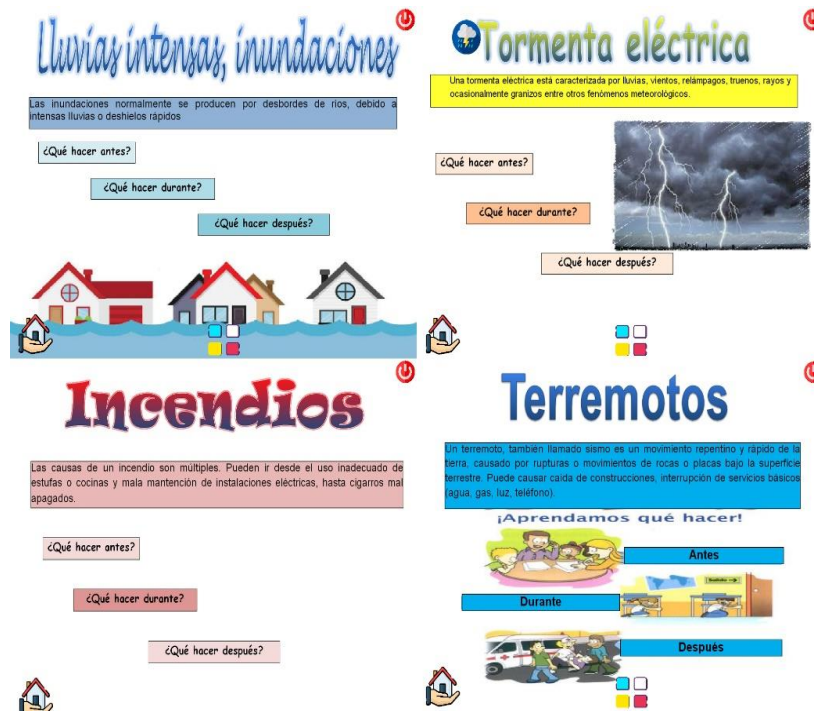 Lluvias intensas, inundaciones
Las inundaciones normalmente se producen por desbordes de ríos, debido a
intensas lluvias o deshielos rápidos
¿Qué hacer antes?
¿Qué hacer durante?
¿Qué hacer después?
Tormenta eléctrica
Una tormenta eléctrica está caracterizada por lluvias, vientos, relámpagos, truenos, rayos y
ocasionalmente granizos entre otros fenómenos meteorológicos.
¿Qué hacer antes?
¿Qué hacer durante?
¿Qué hacer después?
Incendios
Las causas de un incendio son múltiples. Pueden ir desde el uso inadecuado de
estufas o cocinas y mala mantención de instalaciones eléctricas, hasta cigarros mal
apagados.
¿Qué hacer antes?
¿Qué hacer durante?
¿Qué hacer después?
Terremotos
Un terremoto, también llamado sismo es un movimiento repentino y rápido de la
tierra, causado por rupturas o movimientos de rocas o placas bajo la superficie
terrestre. Puede causar caída de construcciones, interrupción de servicios básicos
(agua, gas, luz, teléfono).
¡Aprendamos qué hacer!
Antes
Durante
Después